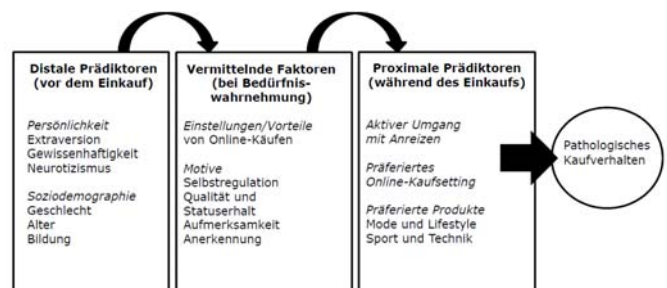 Distale Prädiktoren
(vor dem Einkauf)
Persönlichkeit
Extraversion
Gewissenhaftigkeit
Neurotizismus
Soziodemographie
Geschlecht
Alter
Bildung
Vermittelnde Faktoren
(bei Bedürfnis-
wahrnehmung)
Einstellungen/Vorteile
von Online-Käufen
Motive
Selbstregulation
Qualität und
Statuserhalt
Aufmerksamkeit
Anerkennung
Proximale Prädiktoren
(während des Einkaufs)
Aktiver Umgang
mit Anreizen
Präferiertes
Online-Kaufsetting
Präferierte Produkte
Mode und Lifestyle
Sport und Technik
Pathologisches
Kaufverhalten